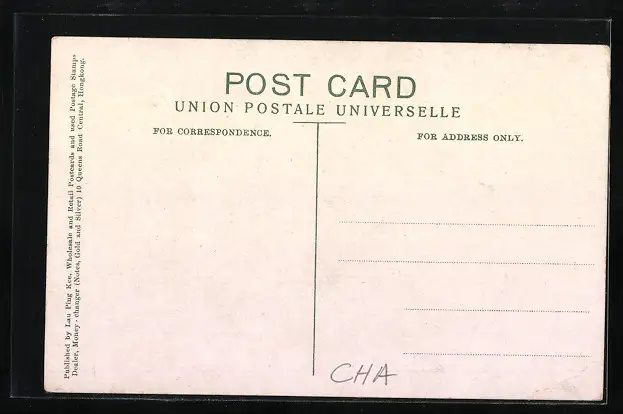 POST CARD
UNION POSTALE UNIVERSELLE
FOR CORRESPONDENCE.
FOR ADDRESS ONLY.
Published by Lau Ping Kee, Wholesale and Retail Postcards and used Postage Stamps
Dealer, Money-changer (Notes, Gold and Silver) 10 Queens Road Central, Hongkong.
CHA